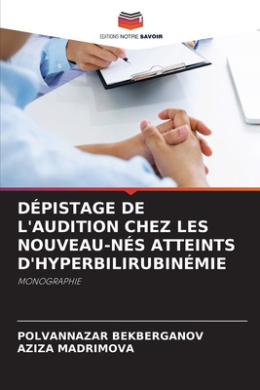 EDITIONS NOTRE SAVOIR
DÉPISTAGE DE
L'AUDITION CHEZ LES
NOUVEAU-NÉS ATTEINTS
D'HYPERBILIRUBINÉMIE
MONOGRAPHIE
POLVANNAZAR BEKBERGANOV
AZIZA MADRIMOVA